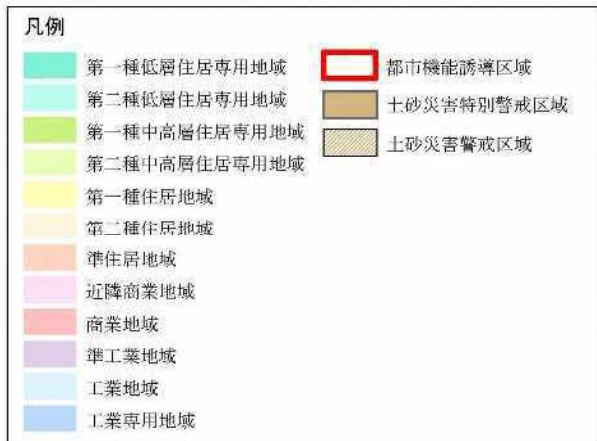 凡例
第一種低層住居専用地域
第二種低層住居専用地域
第一種中高層住居専用地域
第二種中高層住居専用地域
第一種住居地域
第二種住居地域
準住居地域
近隣商業地域
商業地域
準工業地域
工業地域
工業専用地域
都市機能誘導区域
土砂災害特別警戒区域
土砂災害警戒区域